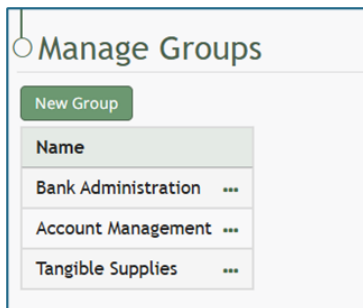 Manage Groups
New Group
Name
Bank Administration ...
Account Management ...
Tangible Supplies ...